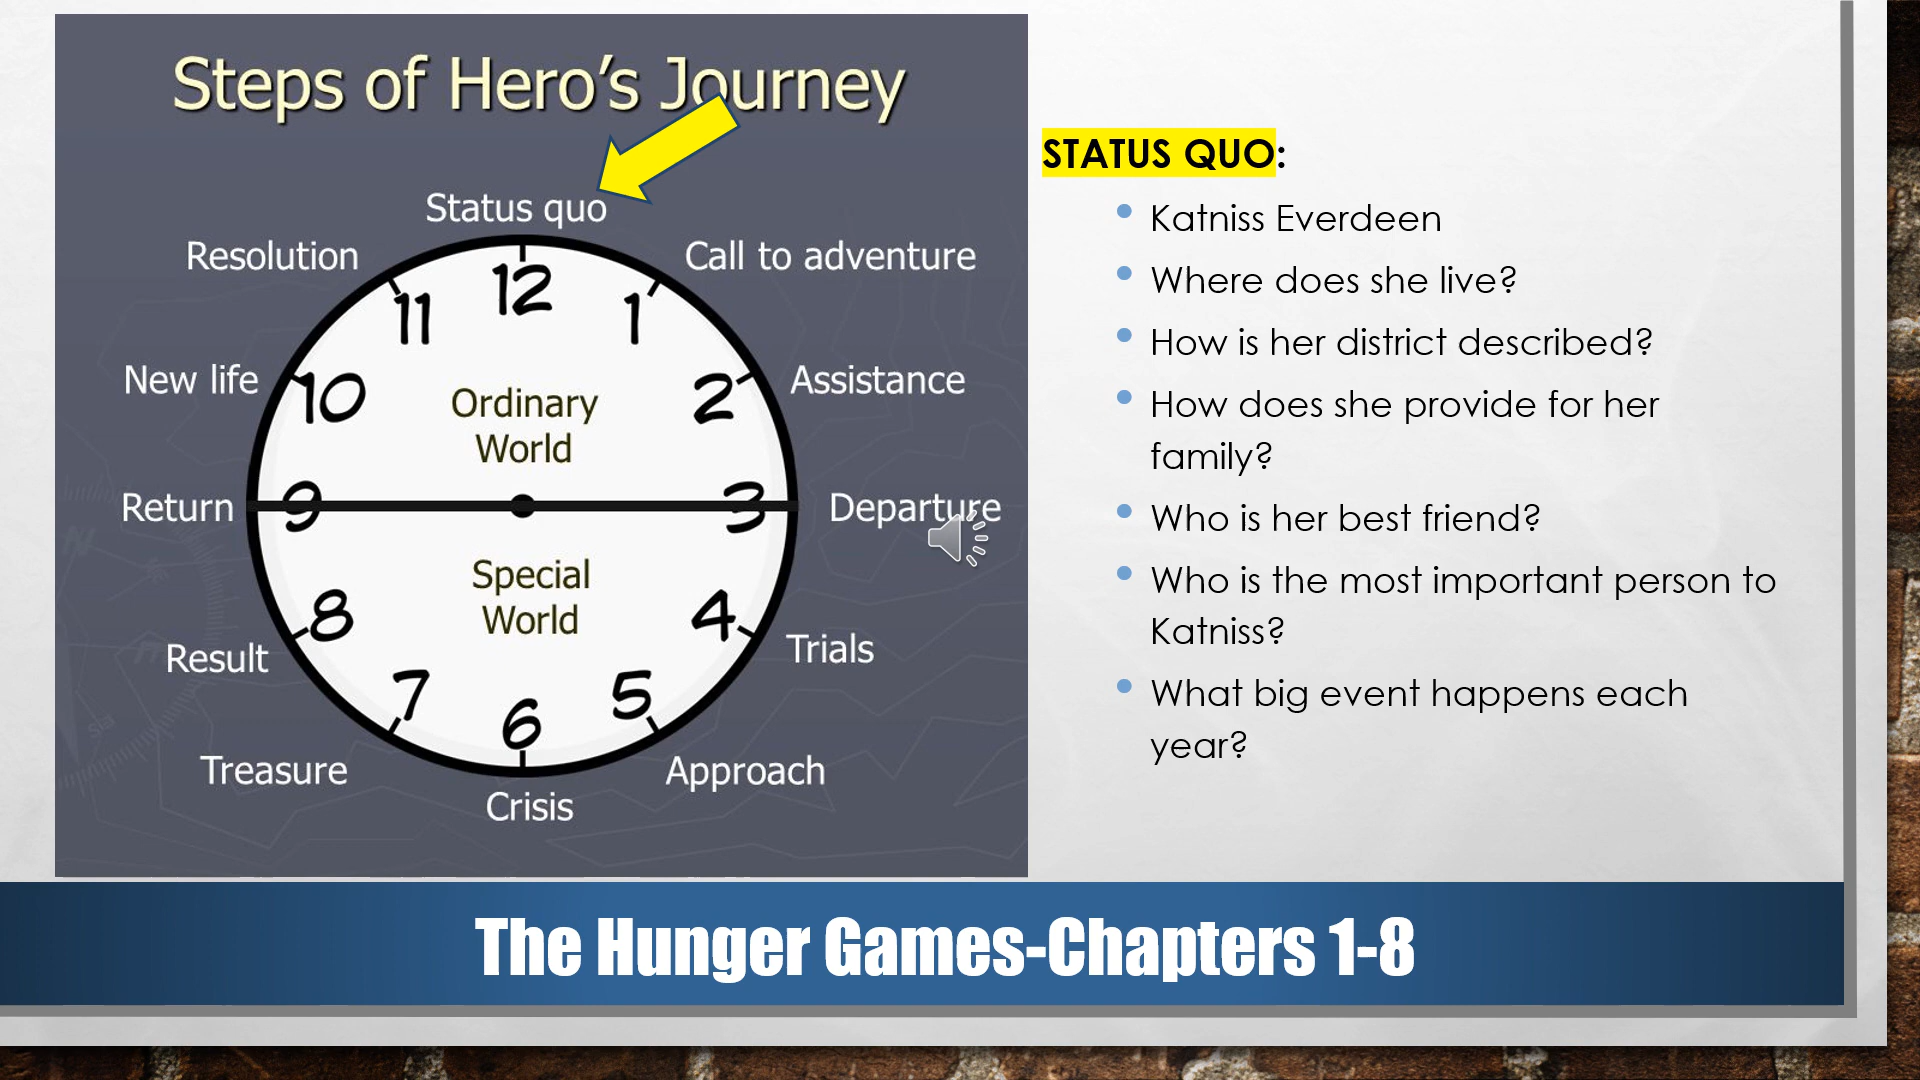 Steps of Hero's Journey
Status quo
Resolution
Call to adventure
11
12
1
New life
10
Ordinary
World
2
Assistance
Return
9
3
Departure
Special
World
8
4
Result
Trials
7
6
5
Treasure
Approach
Crisis
STATUS QUO:
Katniss Everdeen
Where does she live?
How is her district described?
How does she provide for her
family?
Who is her best friend?
Who is the most important person to
Katniss?
What big event happens each
year?
The Hunger Games-Chapters 1-8